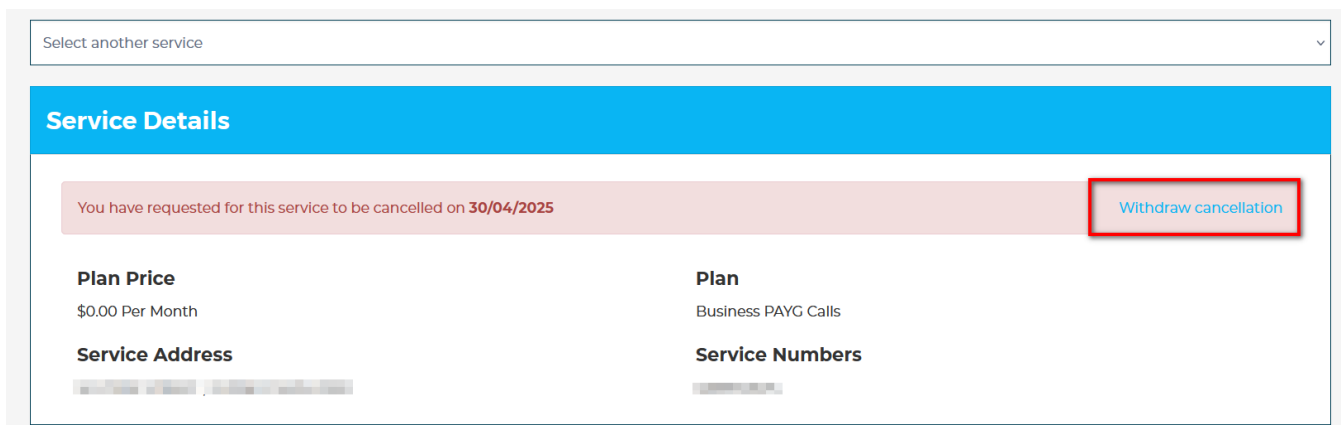 Select another service
Service Details
You have requested for this service to be cancelled on 30/04/2025
Withdraw cancellation
Plan Price
Plan
$0.00 Per Month
Business PAYG Calls
Service Address
Service Numbers